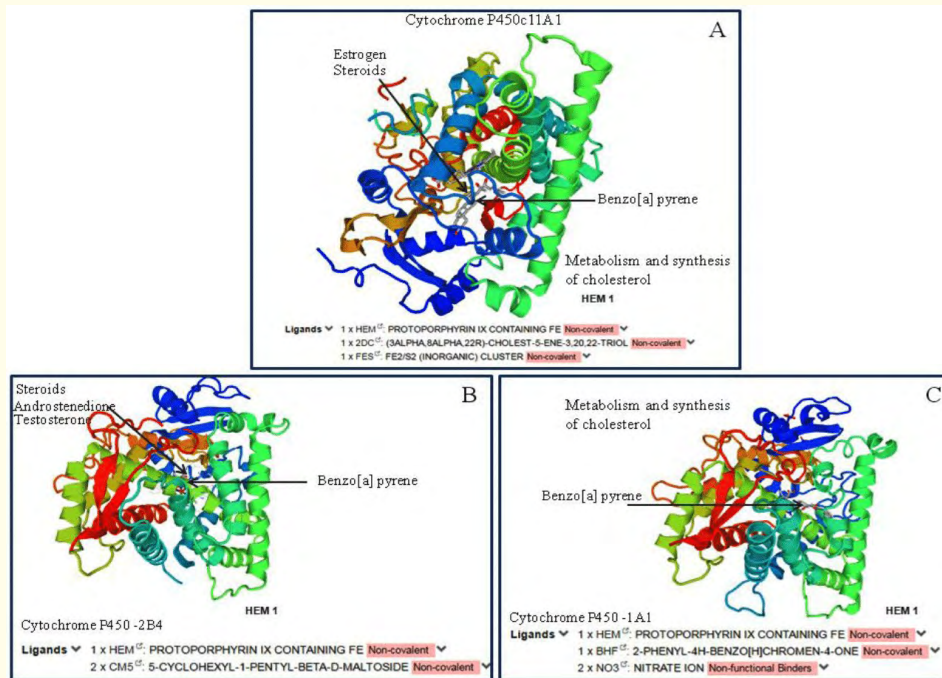 Cytochrome P450c11A1
A
Estrogen
Steroids
Benzo[a] pyrene
Metabolism and synthesis
of cholesterol
HEM 1
Ligands 1 x HEM: PROTOPORPHYRIN IX CONTAINING FE Non-covalent
1 x 2DC: (3ALPHA,8ALPHA,22R)-CHOLEST-5-ENE-3,20,22-TRIOL Non-covalent
1 x FES: FE2/S2 (INORGANIC) CLUSTER Non-covalent
B
Steroids
Androstenedione
Testosterone
Benzo[a] pyrene
HEM 1
Cytochrome P450 -2B4
Ligands 1 x HEM: PROTOPORPHYRIN IX CONTAINING FE Non-covalent
2 x CM5: 5-CYCLOHEXYL-1-PENTYL-BETA-D-MALTOSIDE Non-covalent
C
Metabolism and synthesis
of cholesterol
Benzo[a] pyrene
HEM 1
Cytochrome P450 -1A1
Ligands 1 x HEM: PROTOPORPHYRIN IX CONTAINING FE Non-covalent
1 x BHF: 2-PHENYL-4H-BENZO[H]CHROMEN-4-ONE Non-covalent
2 x NO3: NITRATE ION Non-functional Binders